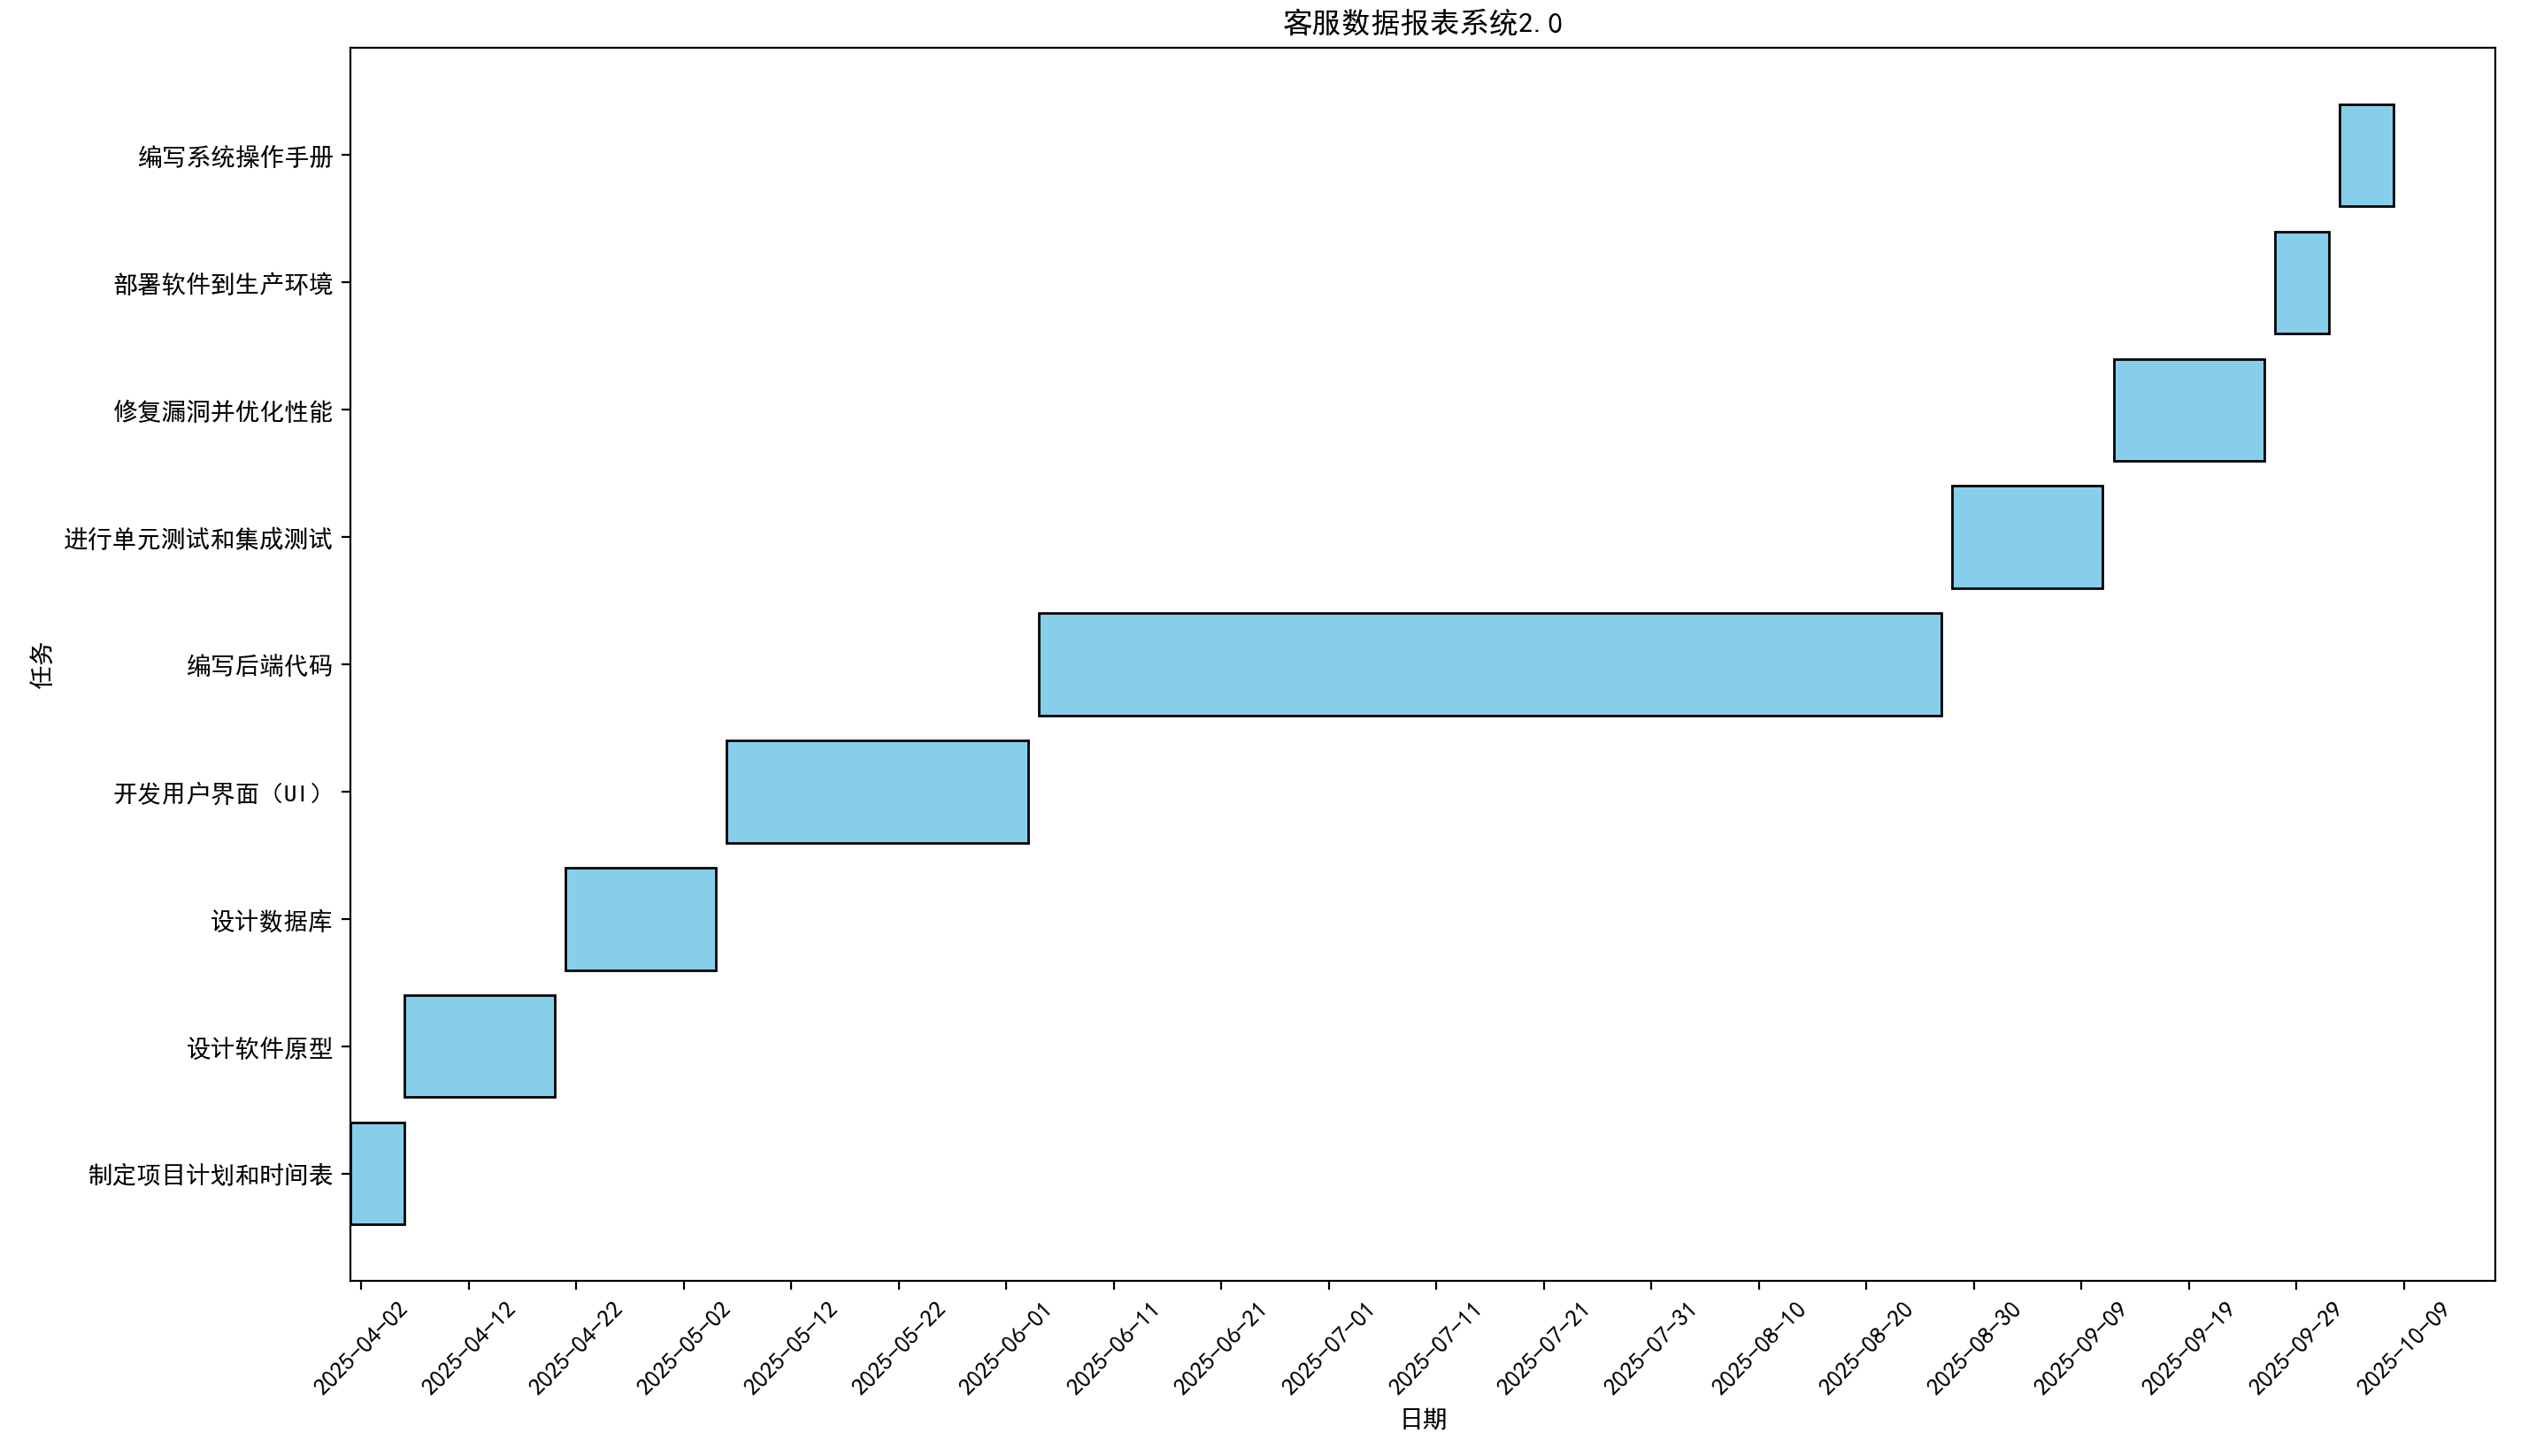 客服数据报表系统2.0
编写系统操作手册
部署软件到生产环境
修复漏洞并优化性能
进行单元测试和集成测试
编写后端代码
开发用户界面（UI）
设计数据库
设计软件原型
制定项目计划和时间表
任务
2025-04-02
2025-04-12
2025-04-22
2025-05-02
2025-05-12
2025-05-22
2025-06-01
2025-06-11
2025-06-21
2025-07-01
2025-07-11
2025-07-21
2025-07-31
2025-08-10
2025-08-20
2025-08-30
2025-09-09
2025-09-19
2025-09-29
2025-10-09
日期